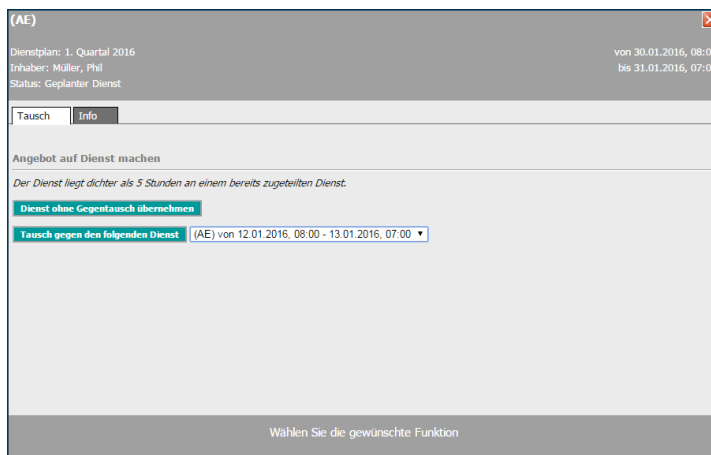 (AE)
Dienstplan: 1. Quartal 2016
von 30.01.2016, 08:0
Inhaber: Müller, Phil
bis 31.01.2016, 07:0
Status: Geplanter Dienst
Tausch
Info
Angebot auf Dienst machen
Der Dienst liegt dichter als 5 Stunden an einem bereits zugeteilten Dienst.
Dienst ohne Gegentausch übernehmen
Tausch gegen den folgenden Dienst
(AE) von 12.01.2016, 08:00 - 13.01.2016, 07:00
Wählen Sie die gewünschte Funktion